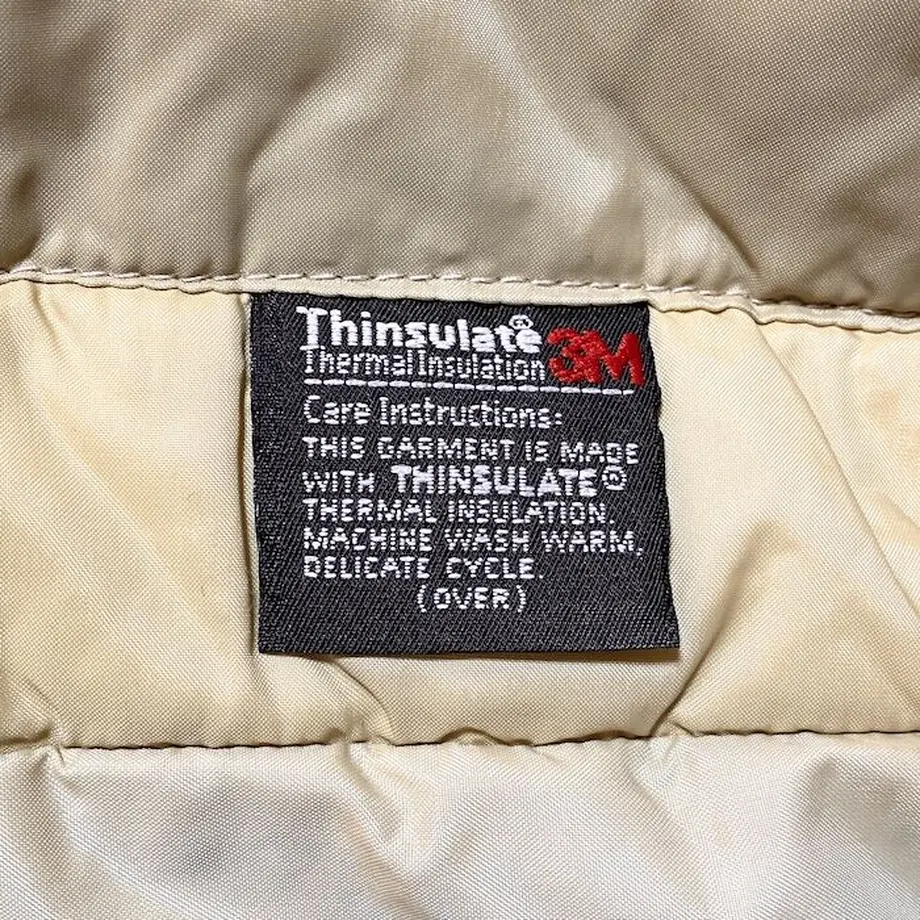 Thinsulate® 3M
Thermal Insulation
Care Instructions:
THIS GARMENT IS MADE
WITH THINSULATE®
THERMAL INSULATION.
MACHINE WASH WARM,
DELICATE CYCLE.
(OVER)